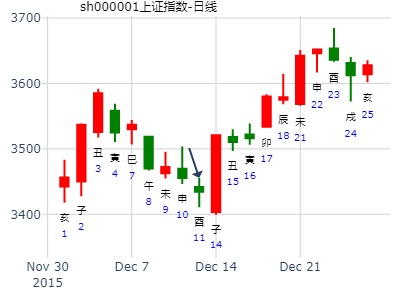 sh000001上证指数-日线
3700
3600
3500
3400
亥
1
子
2
丑
3
寅
4
巳
7
午
8
未
9
申
10
酉
11
子
14
丑
15
寅
16
卯
17
辰
18
未
21
申
22
酉
23
戌
24
亥
25
Nov 30
2015
Dec 7
Dec 14
Dec 21